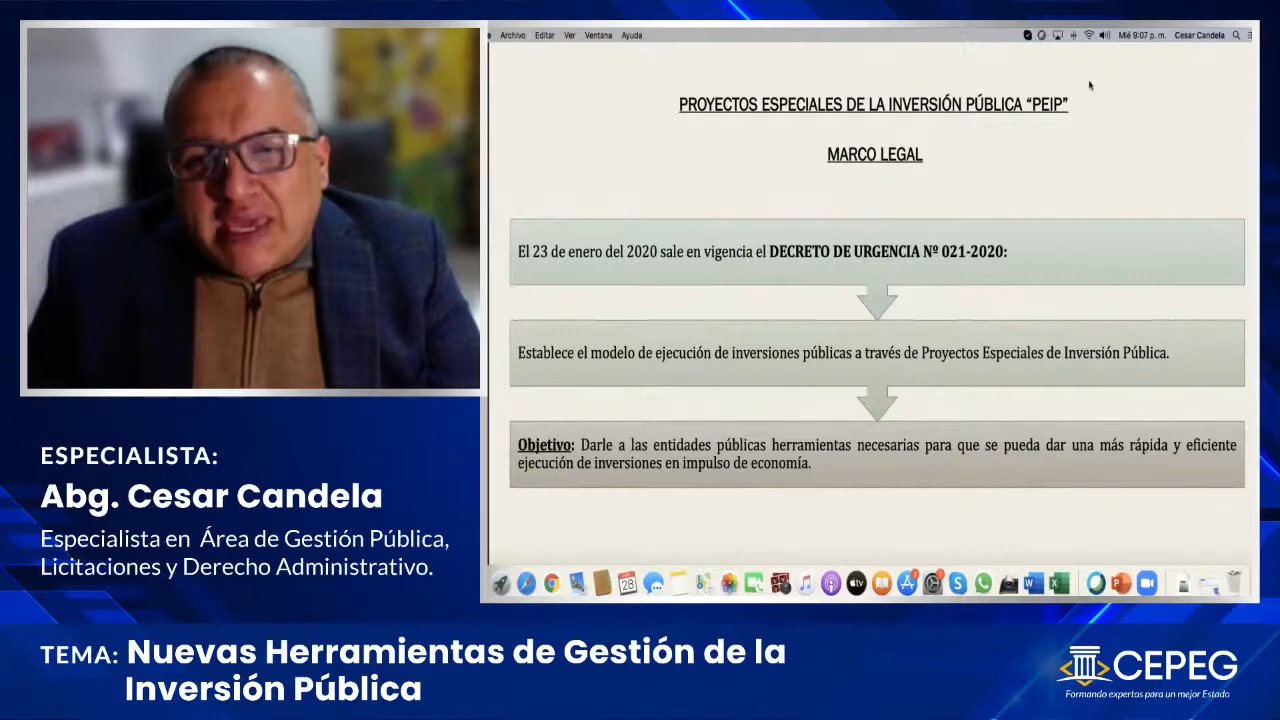 Archivo Editar Ver Ventana Ayuda
Mié 9:07 p. m. Cesar Candela
PROYECTOS ESPECIALES DE LA INVERSIÓN PÚBLICA “PEIP”
MARCO LEGAL
El 23 de enero del 2020 sale en vigencia el DECRETO DE URGENCIA Nº 021-2020:
Establece el modelo de ejecución de inversiones públicas a través de Proyectos Especiales de Inversión Pública.
Objetivo: Darle a las entidades públicas herramientas necesarias para que se pueda dar una más rápida y eficiente
ejecución de inversiones en impulso de economía.
28
tv
ESPECIALISTA:
Abg. Cesar Candela
Especialista en Área de Gestión Pública,
Licitaciones y Derecho Administrativo.
TEMA: Nuevas Herramientas de Gestión de la
Inversión Pública
CEPEG
Formando expertos para un mejor Estado